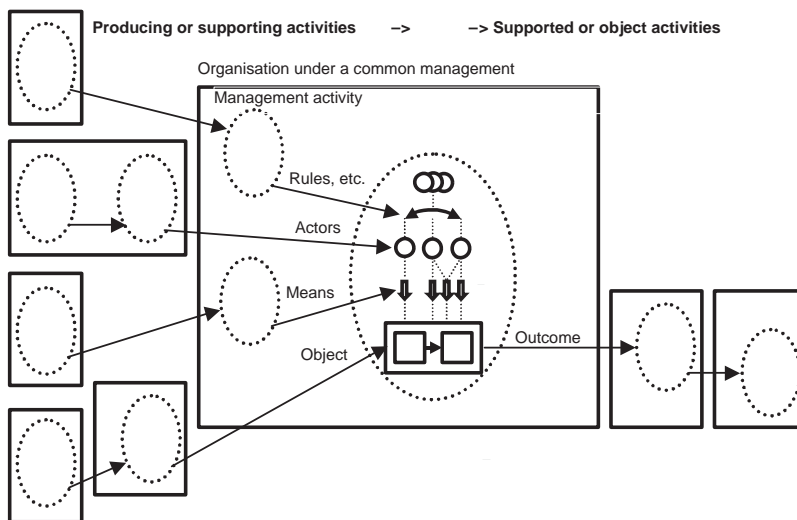 Producing or supporting activities –> –> Supported or object activities
Organisation under a common management
Management activity
Rules, etc.
Actors
Means
Object
Outcome